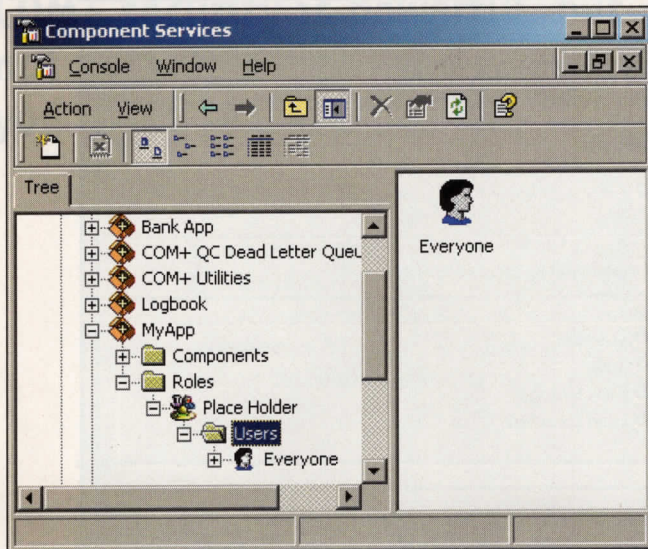 Component Services
Console Window Help
Action View
Tree
Bank App
COM+ QC Dead Letter Queu
COM+ Utilities
Logbook
MyApp
Components
Roles
Place Holder
Users
Everyone
Everyone